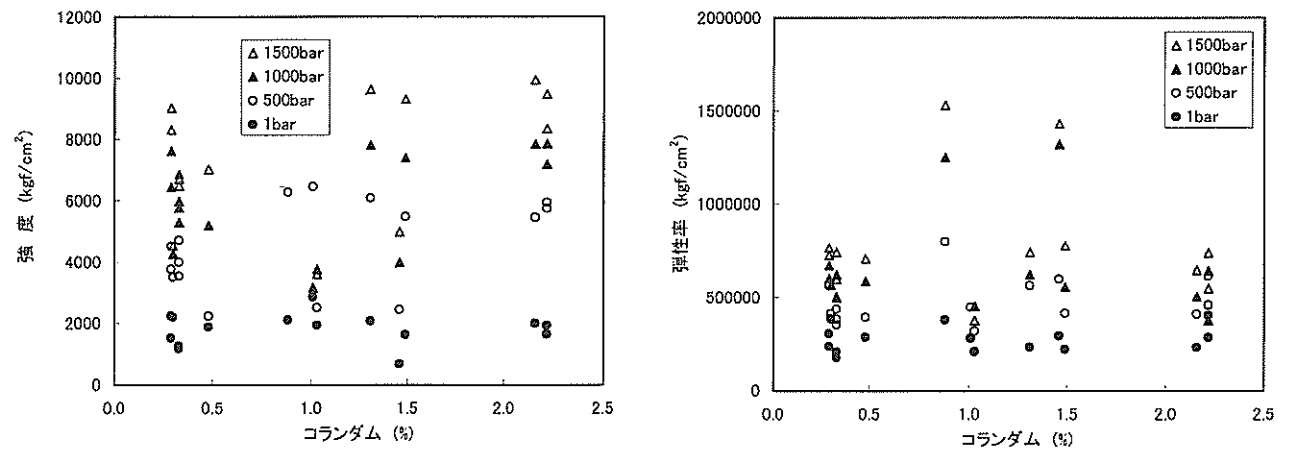 12000
10000
8000
6000
4000
2000
0
強 度 (kgf/cm²)
△ 1500bar
▲ 1000bar
○ 500bar
● 1bar
0.0 0.5 1.0 1.5 2.0 2.5
コランダム (%)
2000000
1500000
1000000
500000
0
弾性率 (kgf/cm²)
△ 1500bar
▲ 1000bar
○ 500bar
● 1bar
0.0 0.5 1.0 1.5 2.0 2.5
コランダム (%)